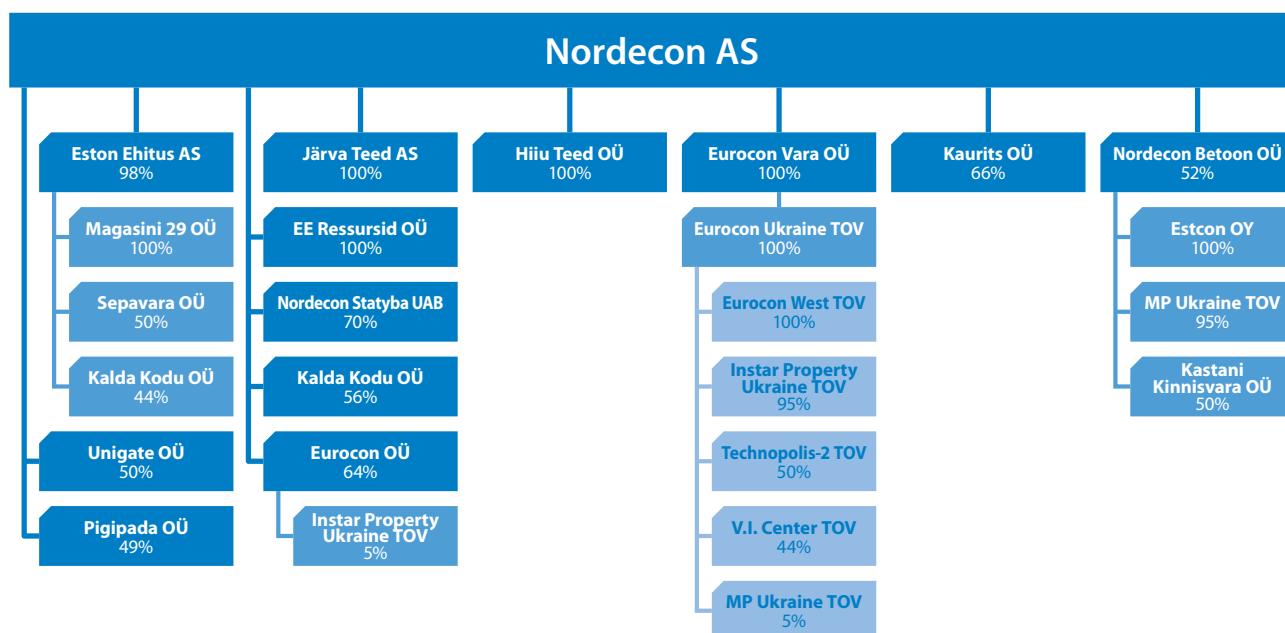 Nordecon AS
Eston Ehitus AS
98%
Magasini 29 OÜ
100%
Sepavara OÜ
50%
Kalda Kodu OÜ
44%
Unigate OÜ
50%
Pigipada OÜ
49%
Järva Teed AS
100%
EE Ressursid OÜ
100%
Nordecon Statyba UAB
70%
Kalda Kodu OÜ
56%
Eurocon OÜ
64%
Instar Property
Ukraine TOV
5%
Hiiu Teed OÜ
100%
Eurocon Vara OÜ
100%
Eurocon Ukraine TOV
100%
Eurocon West TOV
100%
Instar Property
Ukraine TOV
95%
Technopolis-2 TOV
50%
V.I. Center TOV
44%
MP Ukraine TOV
5%
Kaurits OÜ
66%
Nordecon Betoon OÜ
52%
Estcon OY
100%
MP Ukraine TOV
95%
Kastani
Kinnisvara OÜ
50%